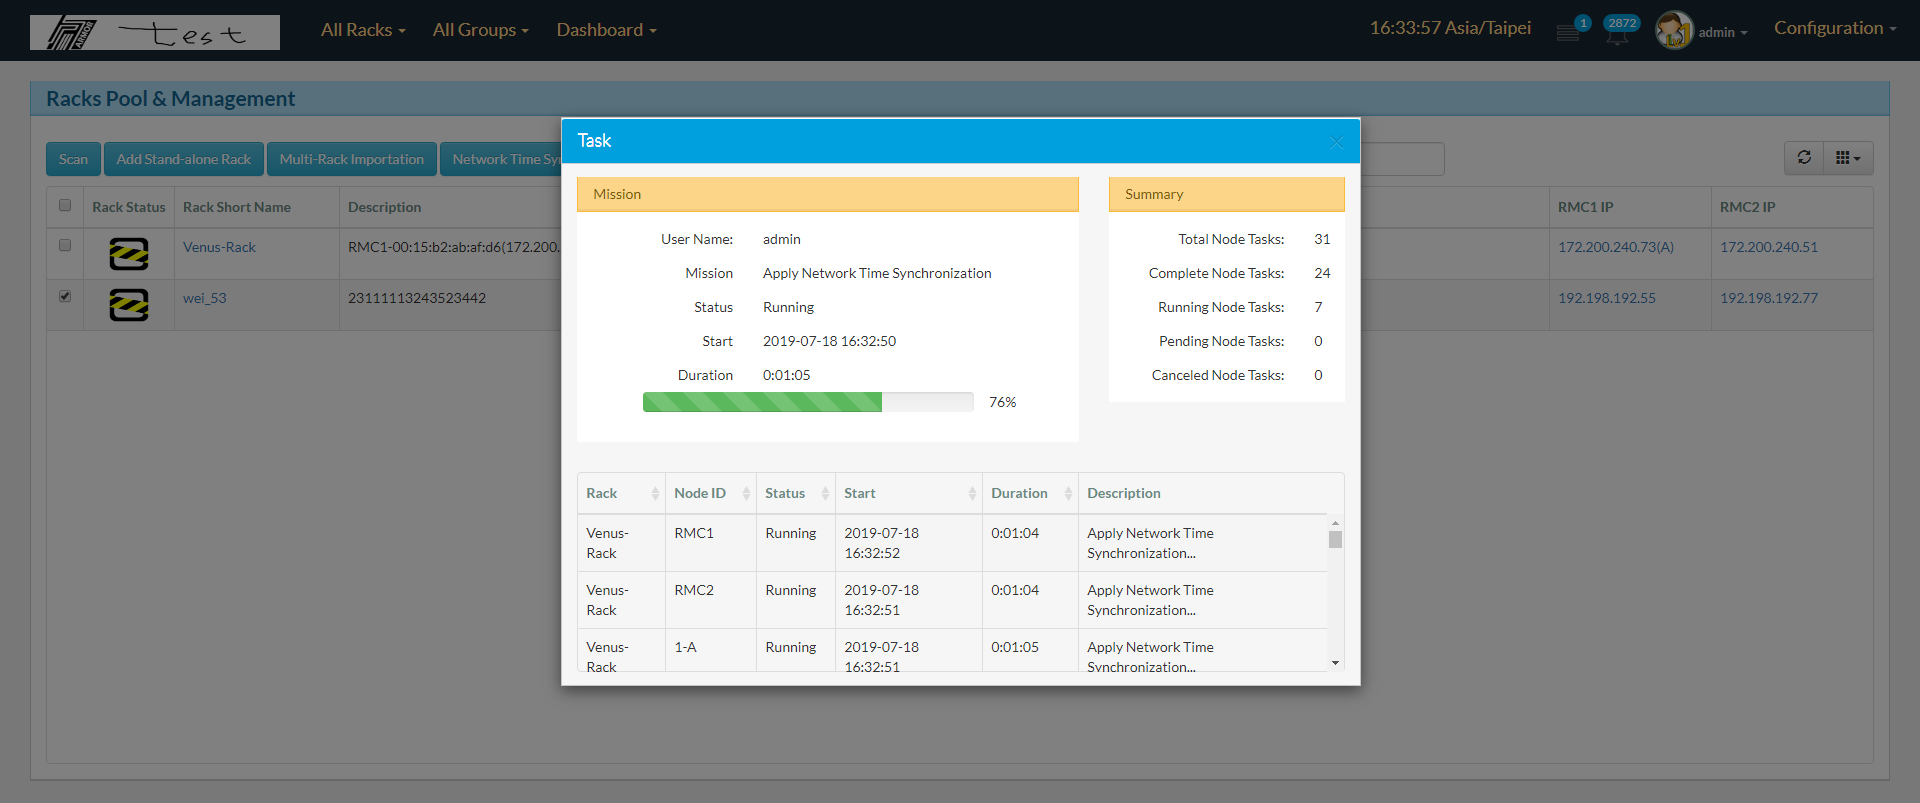 ARMOR test All Racks All Groups Dashboard 16:33:57 Asia/Taipei 1 2872 admin Configuration
Racks Pool & Management
Task
Scan Add Stand-alone Rack Multi-Rack Importation Network Time Sy
Mission
User Name: admin
Mission Apply Network Time Synchronization
Status Running
Start 2019-07-18 16:32:50
Duration 0:01:05
76%
Summary
Total Node Tasks: 31
Complete Node Tasks: 24
Running Node Tasks: 7
Pending Node Tasks: 0
Canceled Node Tasks: 0
Rack Status Rack Short Name Description RMC1 IP RMC2 IP
Venus-Rack RMC1-00:15:b2:ab:af:d6(172.200. 172.200.240.73(A) 172.200.240.51
wei_53 23111113243523442 192.198.192.55 192.198.192.77
Rack Node ID Status Start Duration Description
Venus- RMC1 Running 2019-07-18 0:01:04 Apply Network Time
Rack 16:32:52 Synchronization...
Venus- RMC2 Running 2019-07-18 0:01:04 Apply Network Time
Rack 16:32:51 Synchronization...
Venus- 1-A Running 2019-07-18 0:01:05 Apply Network Time
Rack 16:32:51 Synchronization...